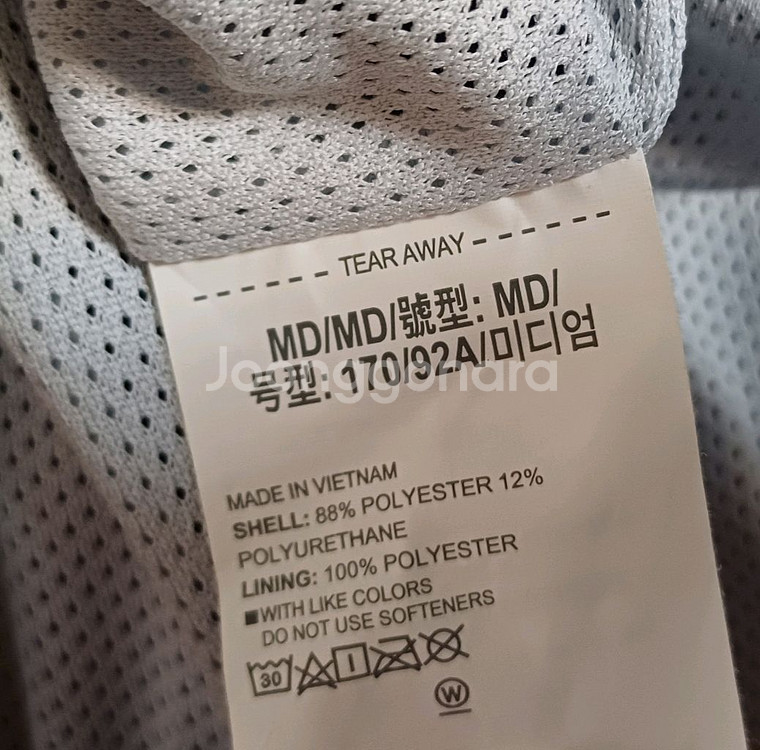 TEAR AWAY
MD/MD/號型: MD/
号型: 170/92A/미디엄
Joonggonara
MADE IN VIETNAM
SHELL: 88% POLYESTER 12%
POLYURETHANE
LINING: 100% POLYESTER
■WITH LIKE COLORS
DO NOT USE SOFTENERS
30
W